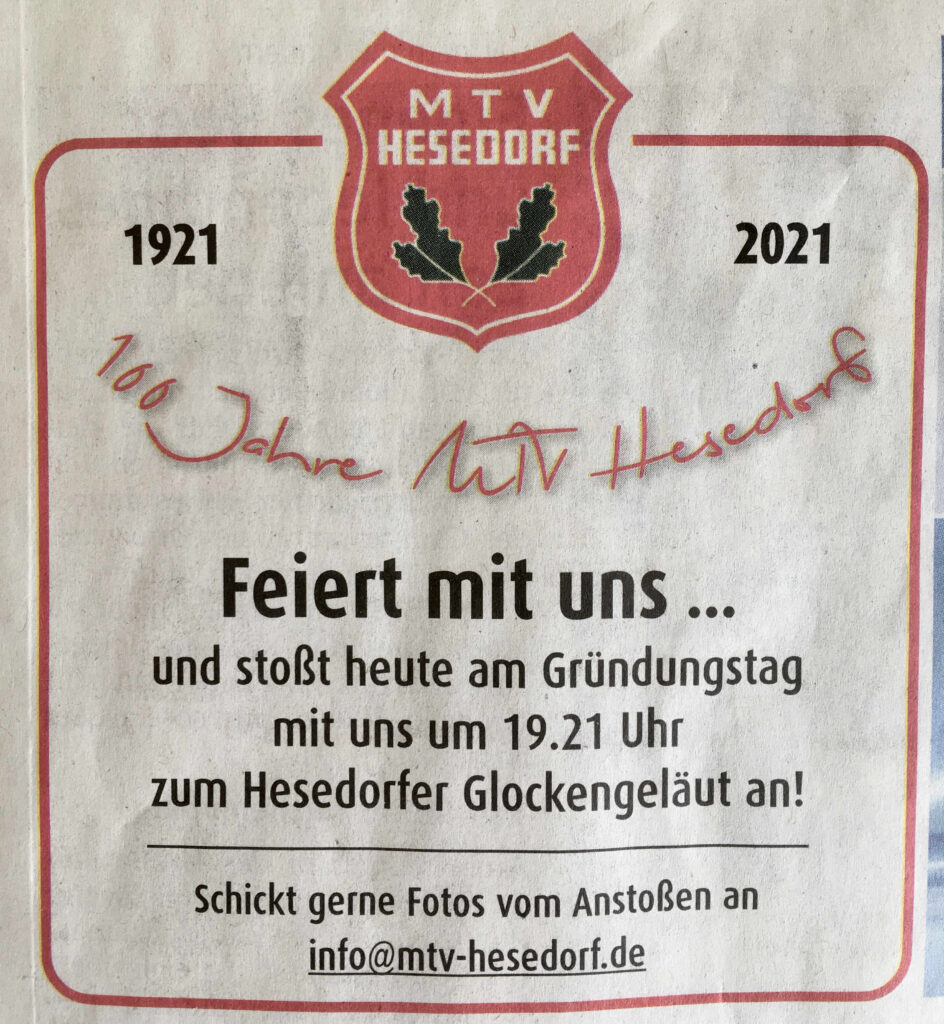 MTV
HESEDORF
1921
2021
100 Jahre MTV Hesedorf
Feiert mit uns ...
und stoßt heute am Gründungstag
mit uns um 19.21 Uhr
zum Hesedorfer Glockengeläut an!
Schickt gerne Fotos vom Anstoßen an
info@mtv-hesedorf.de